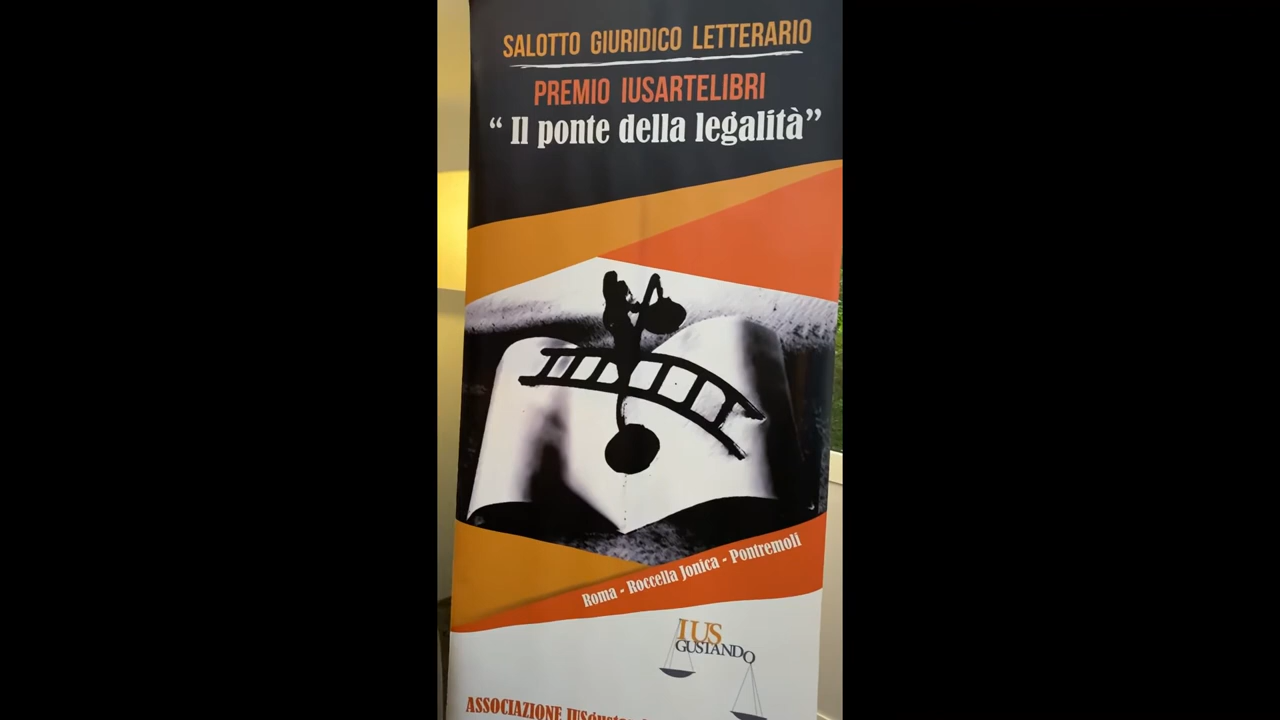 SALOTTO GIURIDICO LETTERARIO
PREMIO IUSARTELIBRI
“ Il ponte della legalità”
Roma - Roccella Jonica - Pontremoli
IUS
GUSTANDO
ASSOCIAZIONE